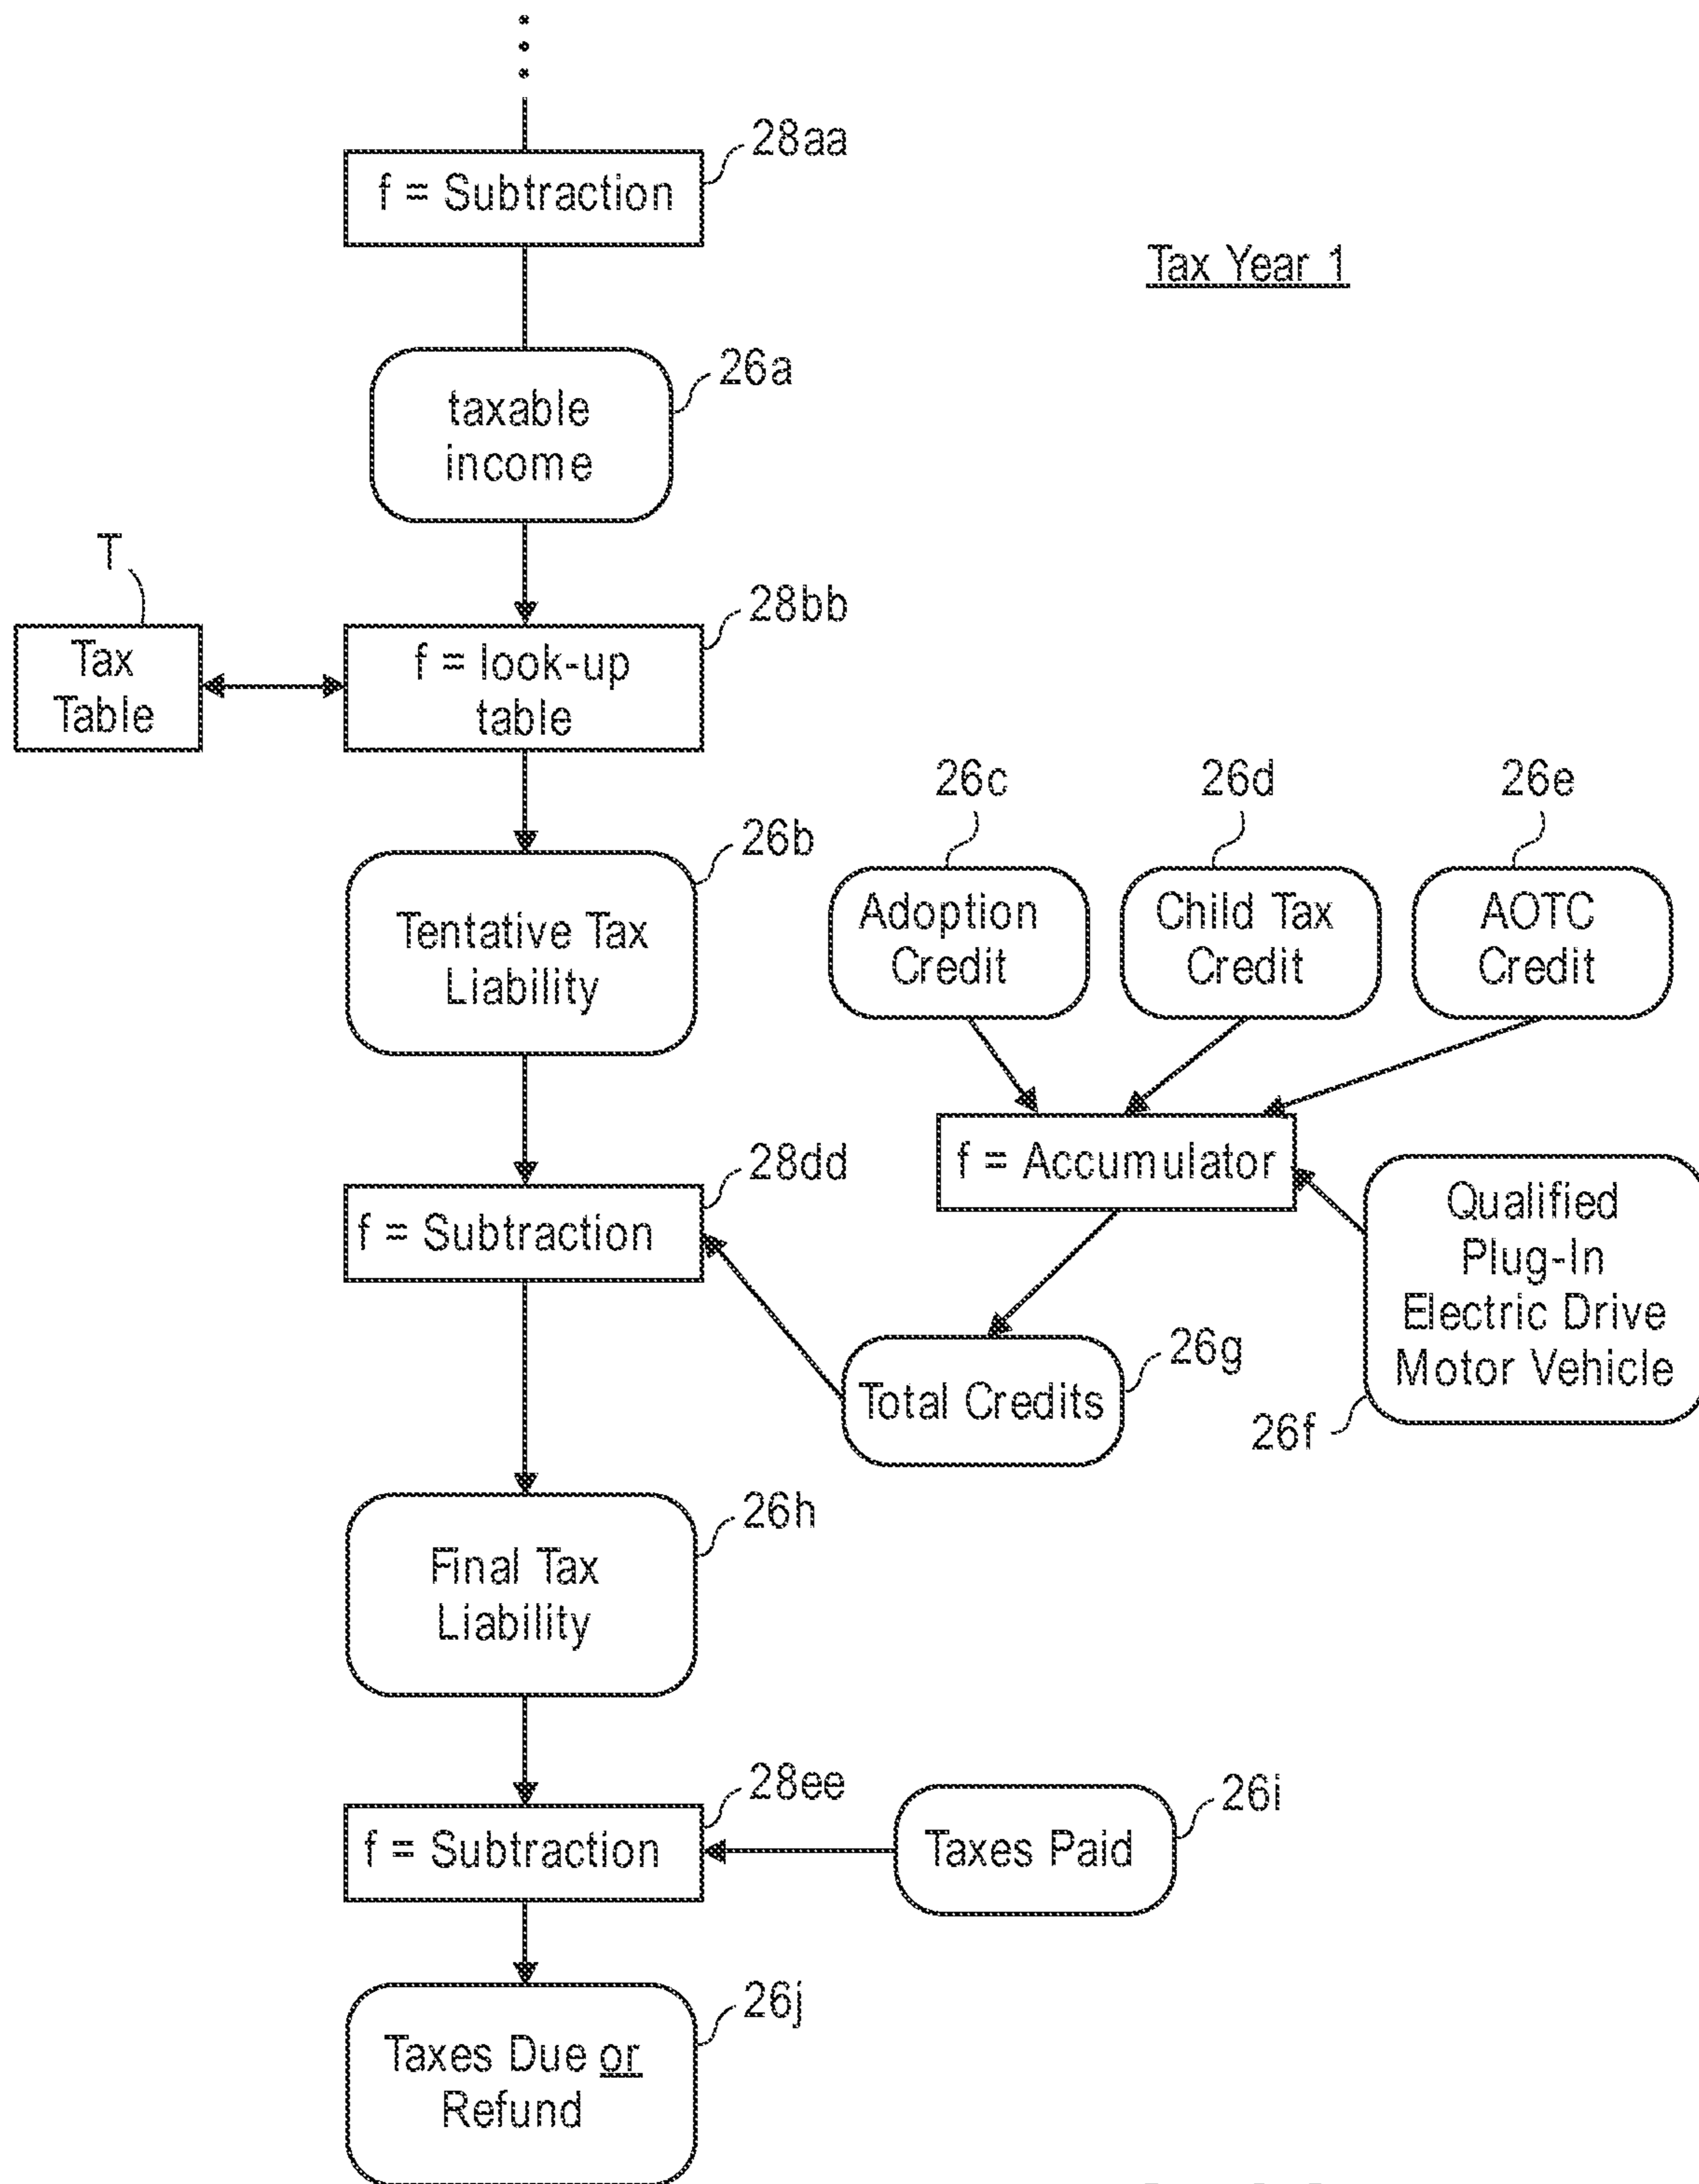 28aa
f = Subtraction
Tax Year 1
26a
taxable
income
T
28bb
Tax
Table
f = look-up
table
26b
Tentative Tax
Liability
26c
26d
26e
Adoption
Credit
Child Tax
Credit
AOTC
Credit
28dd
f = Subtraction
f = Accumulator
Qualified
Plug-In
Electric Drive
Motor Vehicle
26f
26g
Total Credits
26h
Final Tax
Liability
28ee
f = Subtraction
26i
Taxes Paid
26j
Taxes Due or
Refund